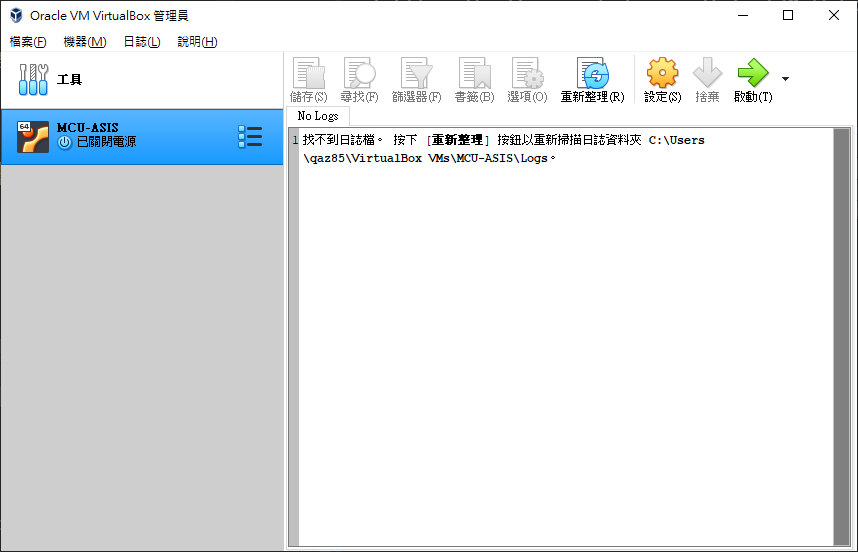 Oracle VM VirtualBox 管理員
檔案(F) 機器(M) 日誌(L) 說明(H)
工具
儲存(S) 尋找(F) 篩選器(F) 書籤(B) 選項(O) 重新整理(R) 設定(S) 捨棄 啟動(T)
64
MCU-ASIS
已關閉電源
No Logs
1 找不到日誌檔。 按下 [重新整理] 按鈕以重新掃描日誌資料夾 C:\Users
\qaz85\VirtualBox VMs\MCU-ASIS\Logs。